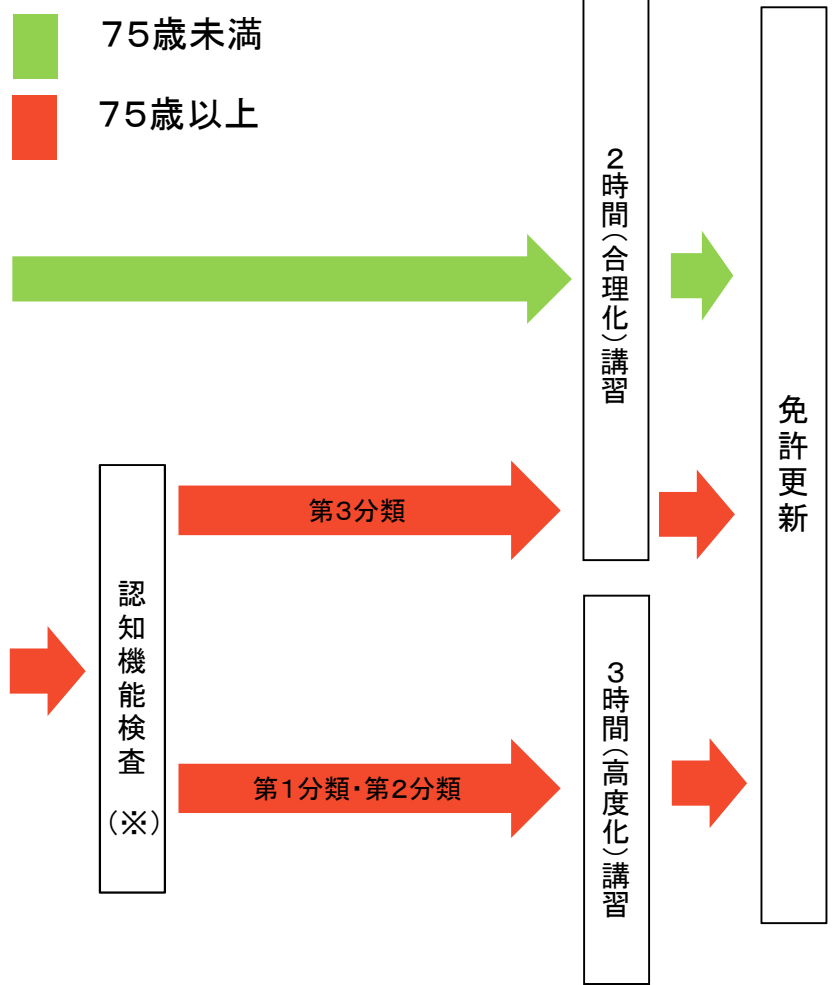 75歳未満
75歳以上
2時間(合理化)講習
免許更新
第3分類
認知機能検査
(※)
3時間(高度化)講習
第1分類・第2分類